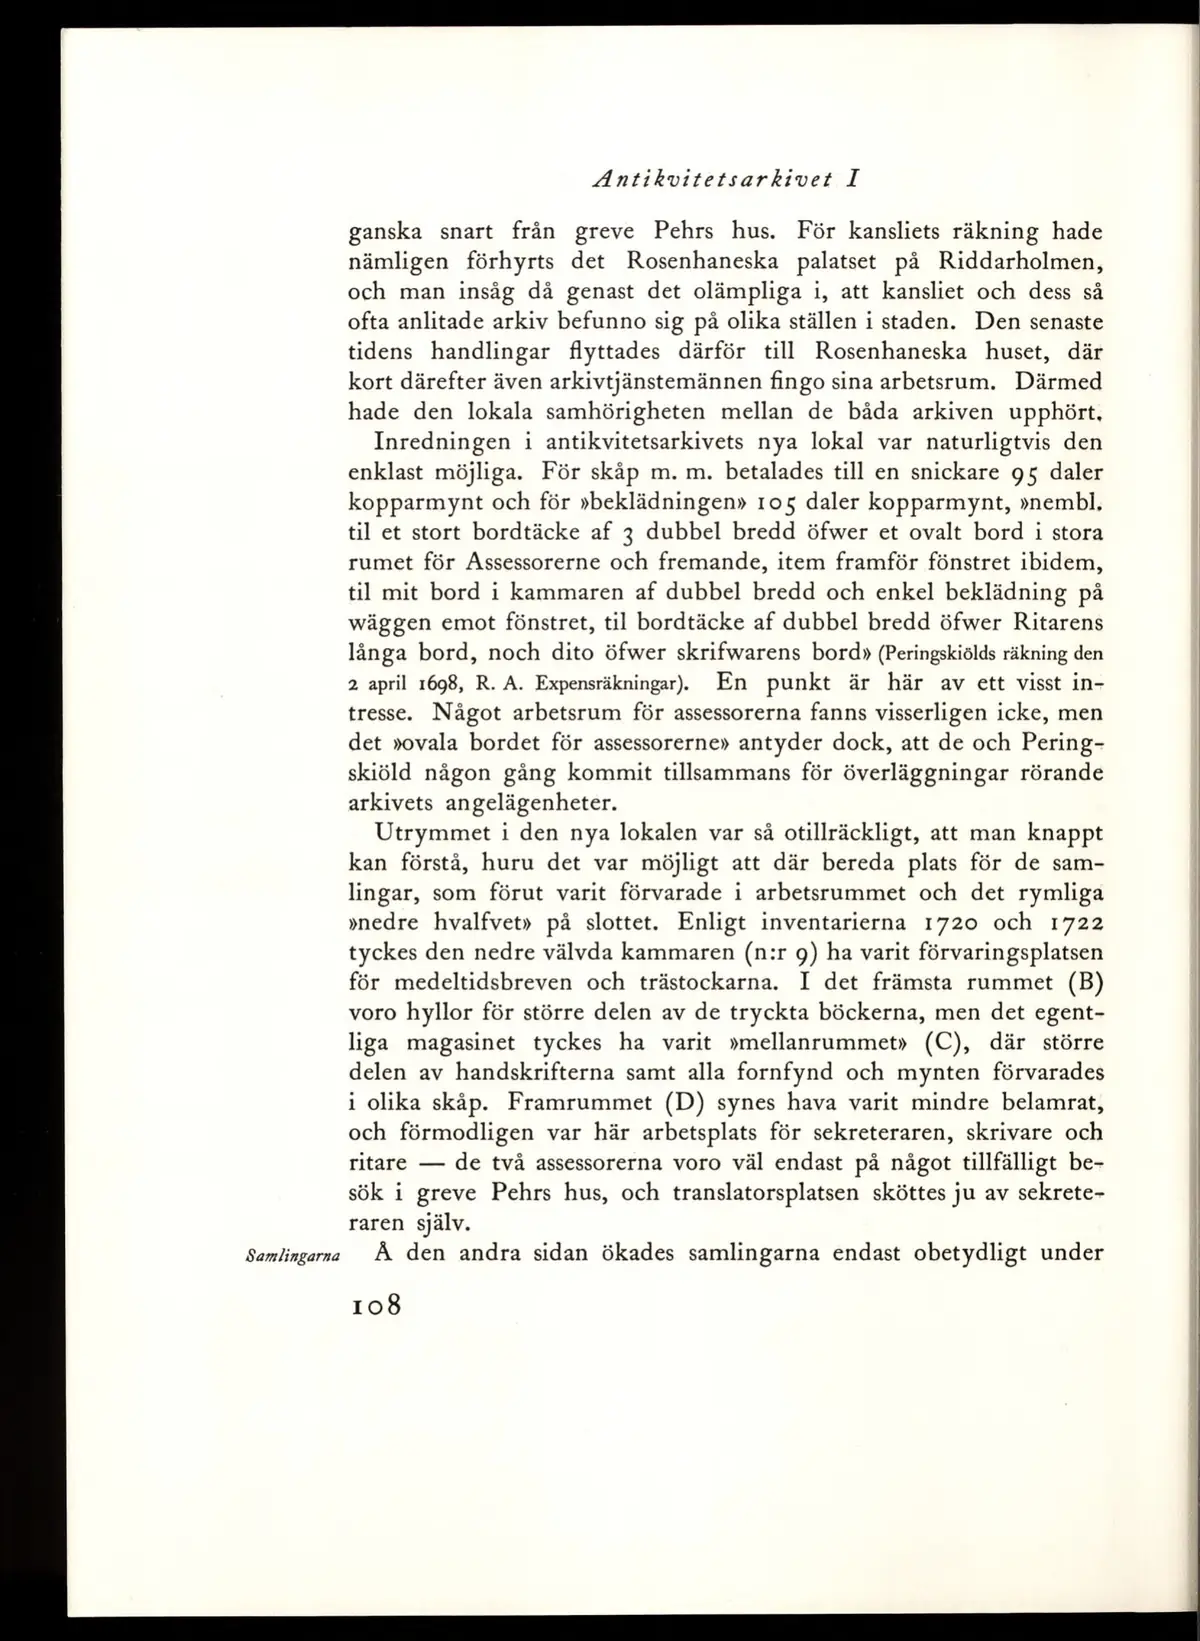 Antikvitetsarkivet I
ganska snart från greve Pehrs hus. För kansliets räkning hade
nämligen förhyrts det Rosenhaneska palatset på Riddarholmen,
och man insåg då genast det olämpliga i, att kansliet och dess så
ofta anlitade arkiv befunno sig på olika ställen i staden. Den senaste
tidens handlingar flyttades därför till Rosenhaneska huset, där
kort därefter även arkivtjänstemännen fingo sina arbetsrum. Därmed
hade den lokala samhörigheten mellan de båda arkiven upphört.
Inredningen i antikvitetsarkivets nya lokal var naturligtvis den
enklast möjliga. För skåp m. m. betalades till en snickare 95 daler
kopparmynt och för »beklädningen» 105 daler kopparmynt, »nembl.
til et stort bordtäcke af 3 dubbel bredd öfwer et ovalt bord i stora
rumet för Assessorerne och fremande, item framför fönstret ibidem,
til mit bord i kammaren af dubbel bredd och enkel beklädning på
wäggen emot fönstret, til bordtäcke af dubbel bredd öfwer Ritarens
långa bord, noch dito öfwer skrifwarens bord» (Peringskiölds räkning den
2 april 1698, R. A. Expensräkningar). En punkt är här av ett visst in-
tresse. Något arbetsrum för assessorerna fanns visserligen icke, men
det »ovala bordet för assessorerne» antyder dock, att de och Pering-
skiöld någon gång kommit tillsammans för överläggningar rörande
arkivets angelägenheter.
Utrymmet i den nya lokalen var så otillräckligt, att man knappt
kan förstå, huru det var möjligt att där bereda plats för de sam-
lingar, som förut varit förvarade i arbetsrummet och det rymliga
»nedre hvalfvet» på slottet. Enligt inventarierna 1720 och 1722
tyckes den nedre välvda kammaren (n:r 9) ha varit förvaringsplatsen
för medeltidsbreven och trästockarna. I det främsta rummet (B)
voro hyllor för större delen av de tryckta böckerna, men det egent-
liga magasinet tyckes ha varit »mellanrummet» (C), där större
delen av handskrifterna samt alla fornfynd och mynten förvarades
i olika skåp. Framrummet (D) synes hava varit mindre belamrat,
och förmodligen var här arbetsplats för sekreteraren, skrivare och
ritare — de två assessorerna voro väl endast på något tillfälligt be-
sök i greve Pehrs hus, och translatorsplatsen sköttes ju av sekrete-
raren själv.
Samlingarna Å den andra sidan ökades samlingarna endast obetydligt under
108